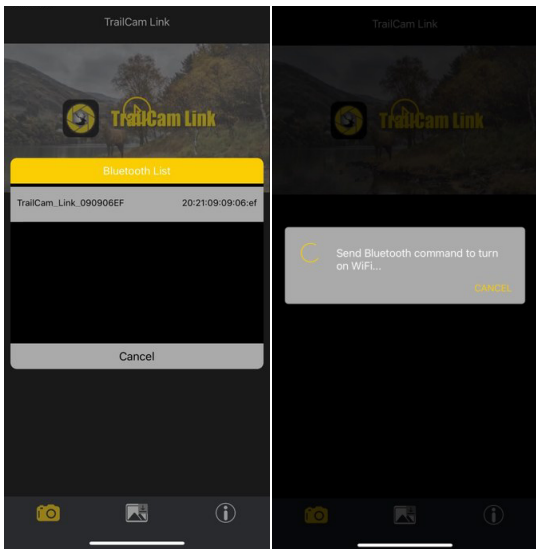 TrailCam Link
TrailCam Link
Bluetooth List
TrailCam_Link_090906EF 20:21:09:09:06:ef
Cancel
TrailCam Link
TrailCam Link
Send Bluetooth command to turn
on WiFi...
CANCEL